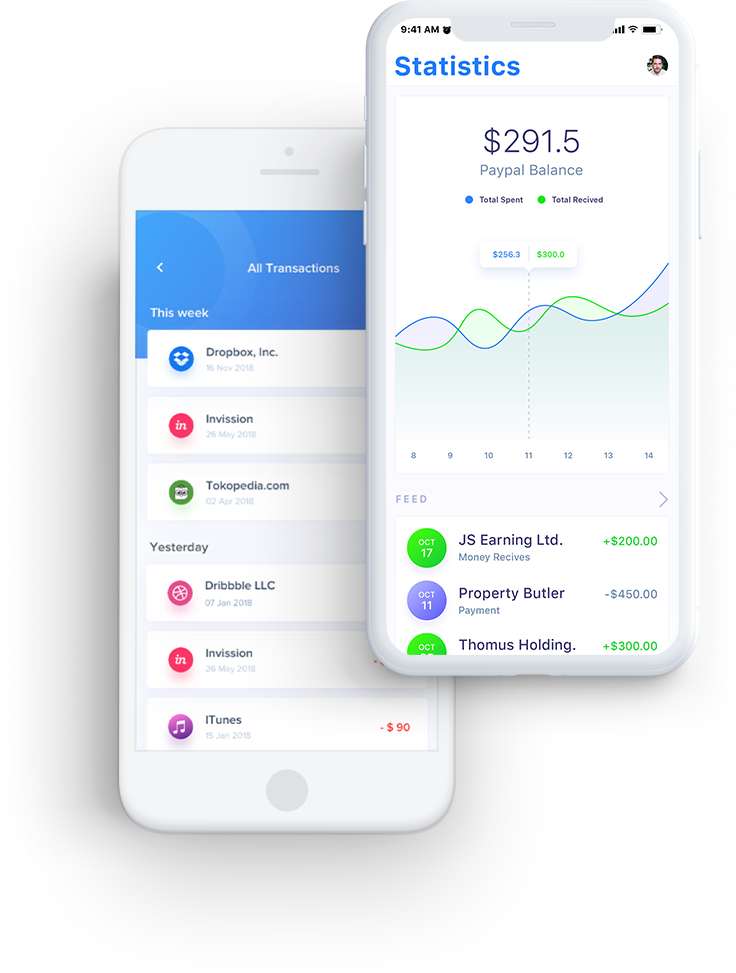 9:41 AM
Statistics
$291.5
Paypal Balance
Total Spent
Total Recived
$256.3
$300.0
8 9 10 11 12 13 14
FEED
OCT
17
JS Earning Ltd.
Money Recives
+$200.00
OCT
11
Property Butler
Payment
-$450.00
OCT
Thomus Holding.
+$300.00
All Transactions
This week
Dropbox, Inc.
16 Nov 2018
in
Invission
26 May 2018
Tokopedia.com
02 Apr 2018
Yesterday
Dribbble LLC
07 Jan 2018
in
Invission
26 May 2018
ITunes
15 Jan 2018
- $ 90